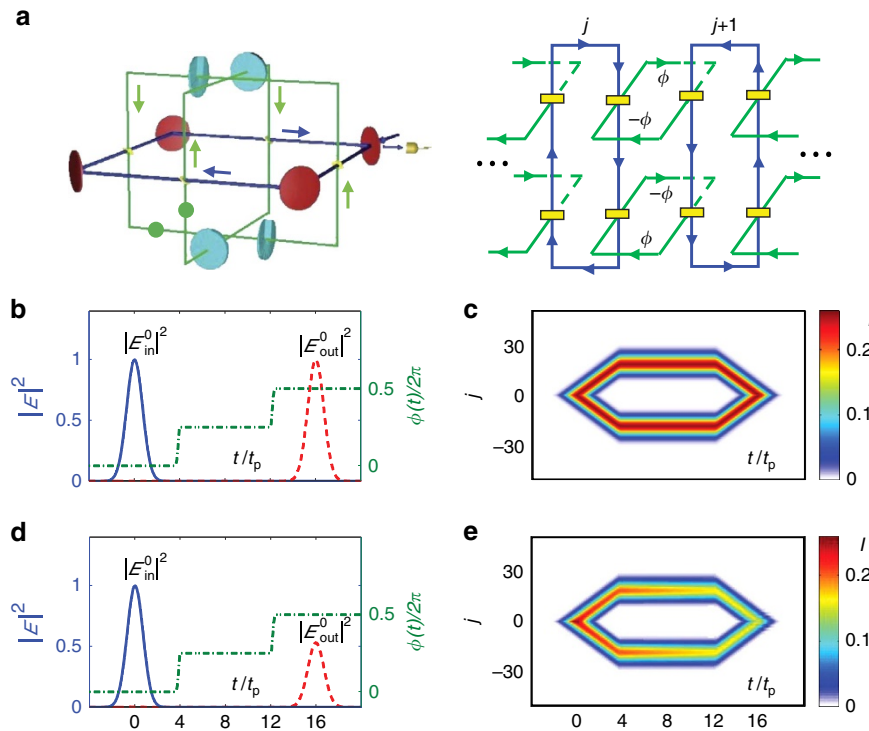 a
j
j+1
ϕ
−ϕ
−ϕ
ϕ
• • •
• • •
b
|E⁰in|²
|E⁰out|²
1
0.5
0
|E|²
0.5
0
ϕ(t)/2π
t/tp
c
30
0
−30
j
t/tp
0.2
0.1
0
d
|E⁰in|²
|E⁰out|²
1
0.5
0
|E|²
0.5
0
ϕ(t)/2π
t/tp
0 4 8 12 16
e
I
30
0
−30
j
t/tp
0 4 8 12 16
0.2
0.1
0